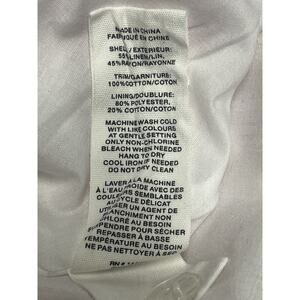 MADE IN CHINA
FABRIQUÉ EN CHINE
SHELL/EXTERIEUR:
55% LINEN/LIN,
45% RAYON/RAYONNE
TRIM/GARNITURE:
100% COTTON/COTON
LINING/DOUBLURE:
80% POLYESTER,
20% COTTON/COTON
MACHINE WASH COLD
WITH LIKE COLOURS
AT GENTLE SETTING
ONLY NON-CHLORINE
BLEACH WHEN NEEDED
HANG TO DRY
COOL IRON IF NEEDED
DO NOT DRY CLEAN
LAVER À LA MACHINE
À L'EAU FROIDE AVEC DES
COULEURS SEMBLABLES
AU CYCLE DÉLICAT
UTILISER UN AGENT DE
BLANCHIMENT NON
CHLORÉ AU BESOIN
SUSPENDRE POUR SÉCHER
REPASSER À BASSE
TEMPÉRATURE AU BESOIN
NE PAS NETTOYER
RN #